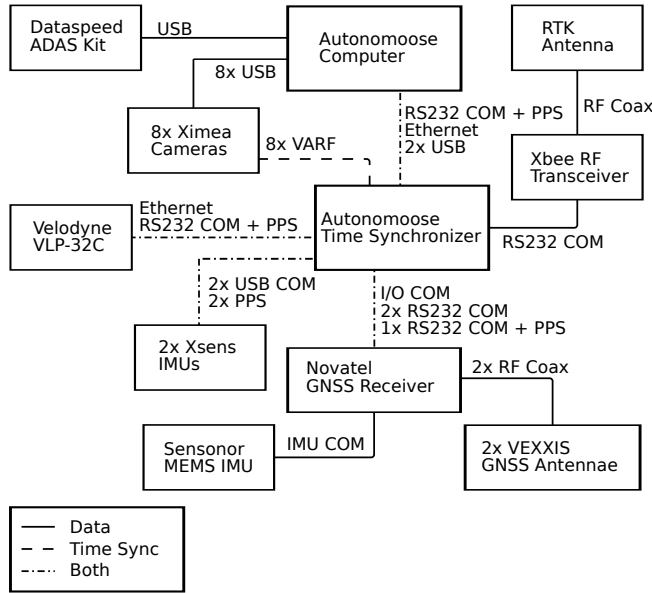 Dataspeed
ADAS Kit
USB
Autonomoose
Computer
RTK
Antenna
8x USB
RF Coax
8x Ximea
Cameras
8x VARF
RS232 COM + PPS
Ethernet
2x USB
Xbee RF
Transceiver
Velodyne
VLP-32C
Ethernet
RS232 COM + PPS
Autonomoose
Time Synchronizer
RS232 COM
2x USB COM
2x PPS
I/O COM
2x RS232 COM
1x RS232 COM + PPS
2x Xsens
IMUs
Novatel
GNSS Receiver
2x RF Coax
Sensonor
MEMS IMU
IMU COM
2x VEXXIS
GNSS Antennae
Data
Time Sync
Both